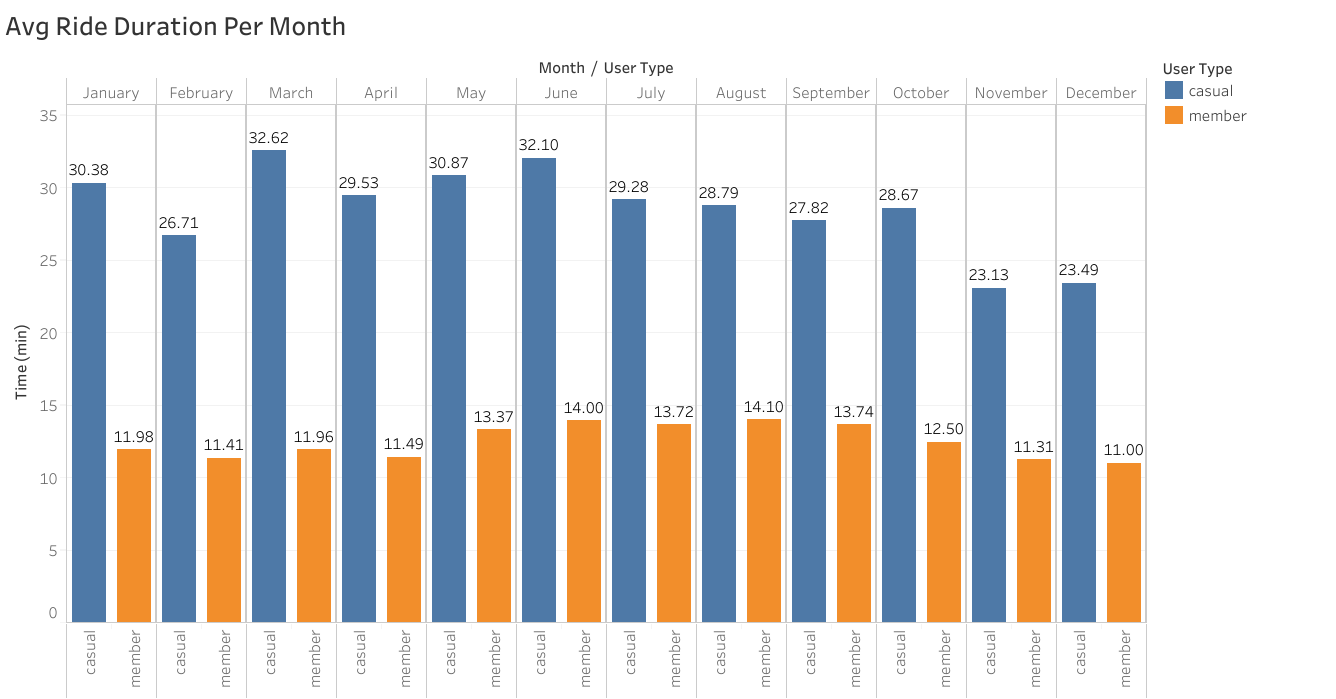 Avg Ride Duration Per Month
Month / User Type
January February March April May June July August September October November December
User Type
casual
member
Time (min)
35
30
25
20
15
10
5
0
30.38 11.98
26.71 11.41
32.62 11.96
29.53 11.49
30.87 13.37
32.10 14.00
29.28 13.72
28.79 14.10
27.82 13.74
28.67 12.50
23.13 11.31
23.49 11.00
casual member casual member casual member casual member casual member casual member casual member casual member casual member casual member casual member casual member